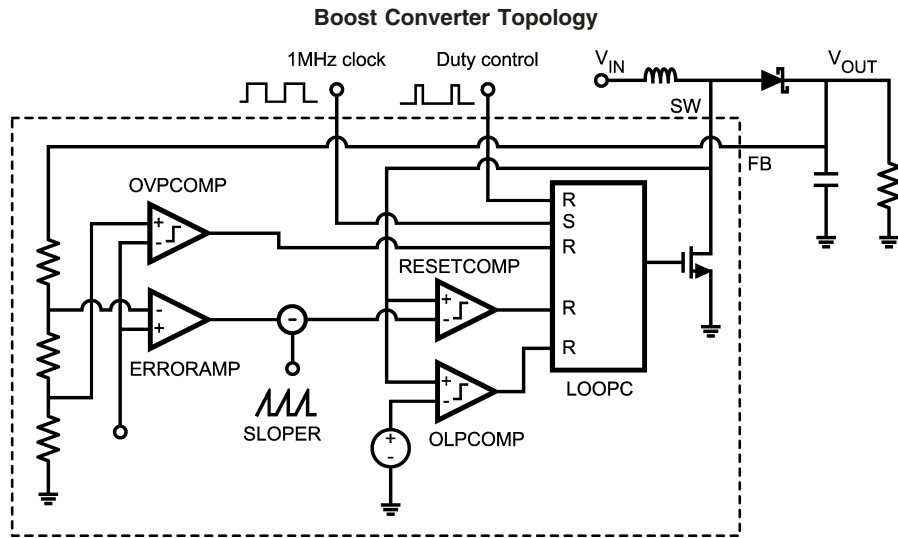 Boost Converter Topology
1MHz clock
Duty control
VIN
VOUT
SW
FB
OVPCOMP
+
-
R
S
R
RESETCOMP
-
+
-
+
-
R
ERRORAMP
+
-
R
LOOPC
SLOPER
+
-
OLPCOMP